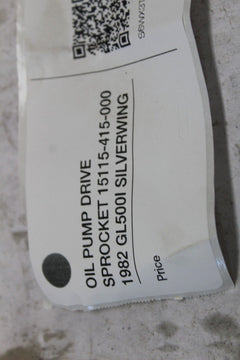 OIL PUMP DRIVE
SPROCKET 15115-415-000
1982 GL500I SILVERWING
Price